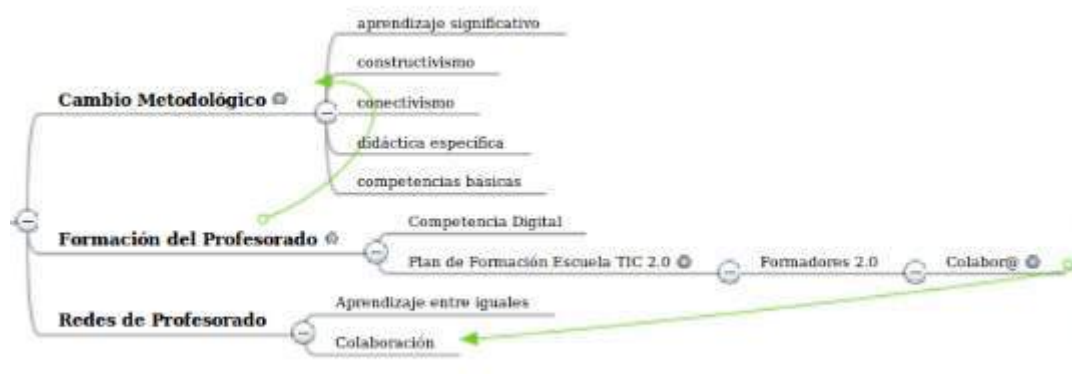 aprendizaje significativo
constructivismo
Cambio Metodológico
conectivismo
didáctica específica
competencias básicas
Formación del Profesorado
Competencia Digital
Plan de Formación Escuela TIC 2.0
Formadores 2.0
Colabor@
Redes de Profesorado
Aprendizaje entre iguales
Colaboración